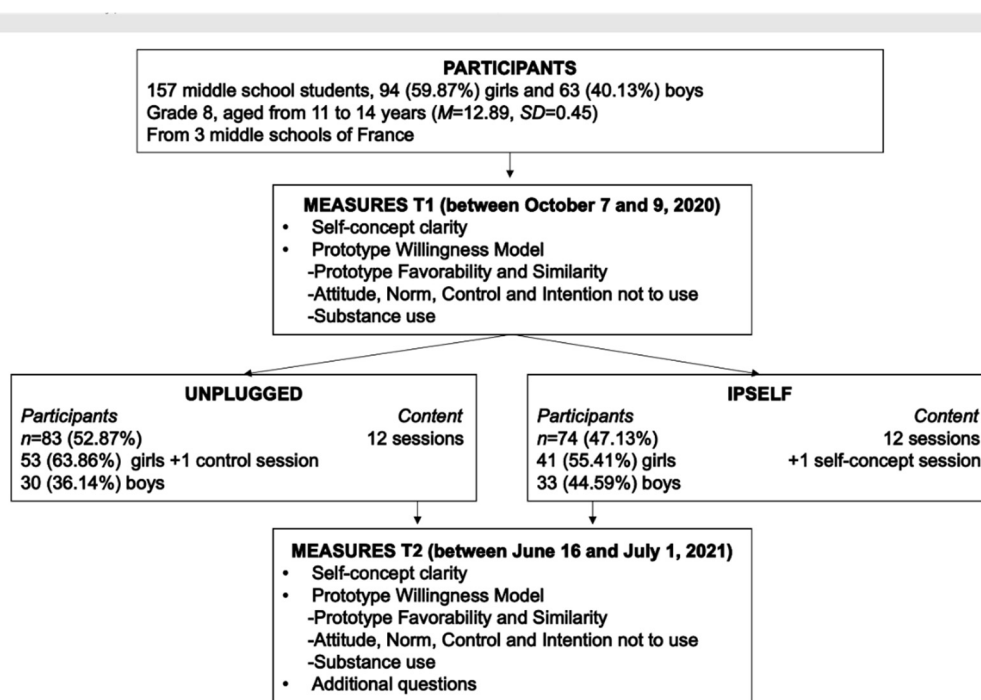 PARTICIPANTS
157 middle school students, 94 (59.87%) girls and 63 (40.13%) boys
Grade 8, aged from 11 to 14 years (M=12.89, SD=0.45)
From 3 middle schools of France
MEASURES T1 (between October 7 and 9, 2020)
• Self-concept clarity
• Prototype Willingness Model
-Prototype Favorability and Similarity
-Attitude, Norm, Control and Intention not to use
-Substance use
UNPLUGGED
Participants Content
n=83 (52.87%) 12 sessions
53 (63.86%) girls +1 control session
30 (36.14%) boys
IPSELF
Participants Content
n=74 (47.13%) 12 sessions
41 (55.41%) girls +1 self-concept session
33 (44.59%) boys
MEASURES T2 (between June 16 and July 1, 2021)
• Self-concept clarity
• Prototype Willingness Model
-Prototype Favorability and Similarity
-Attitude, Norm, Control and Intention not to use
-Substance use
• Additional questions